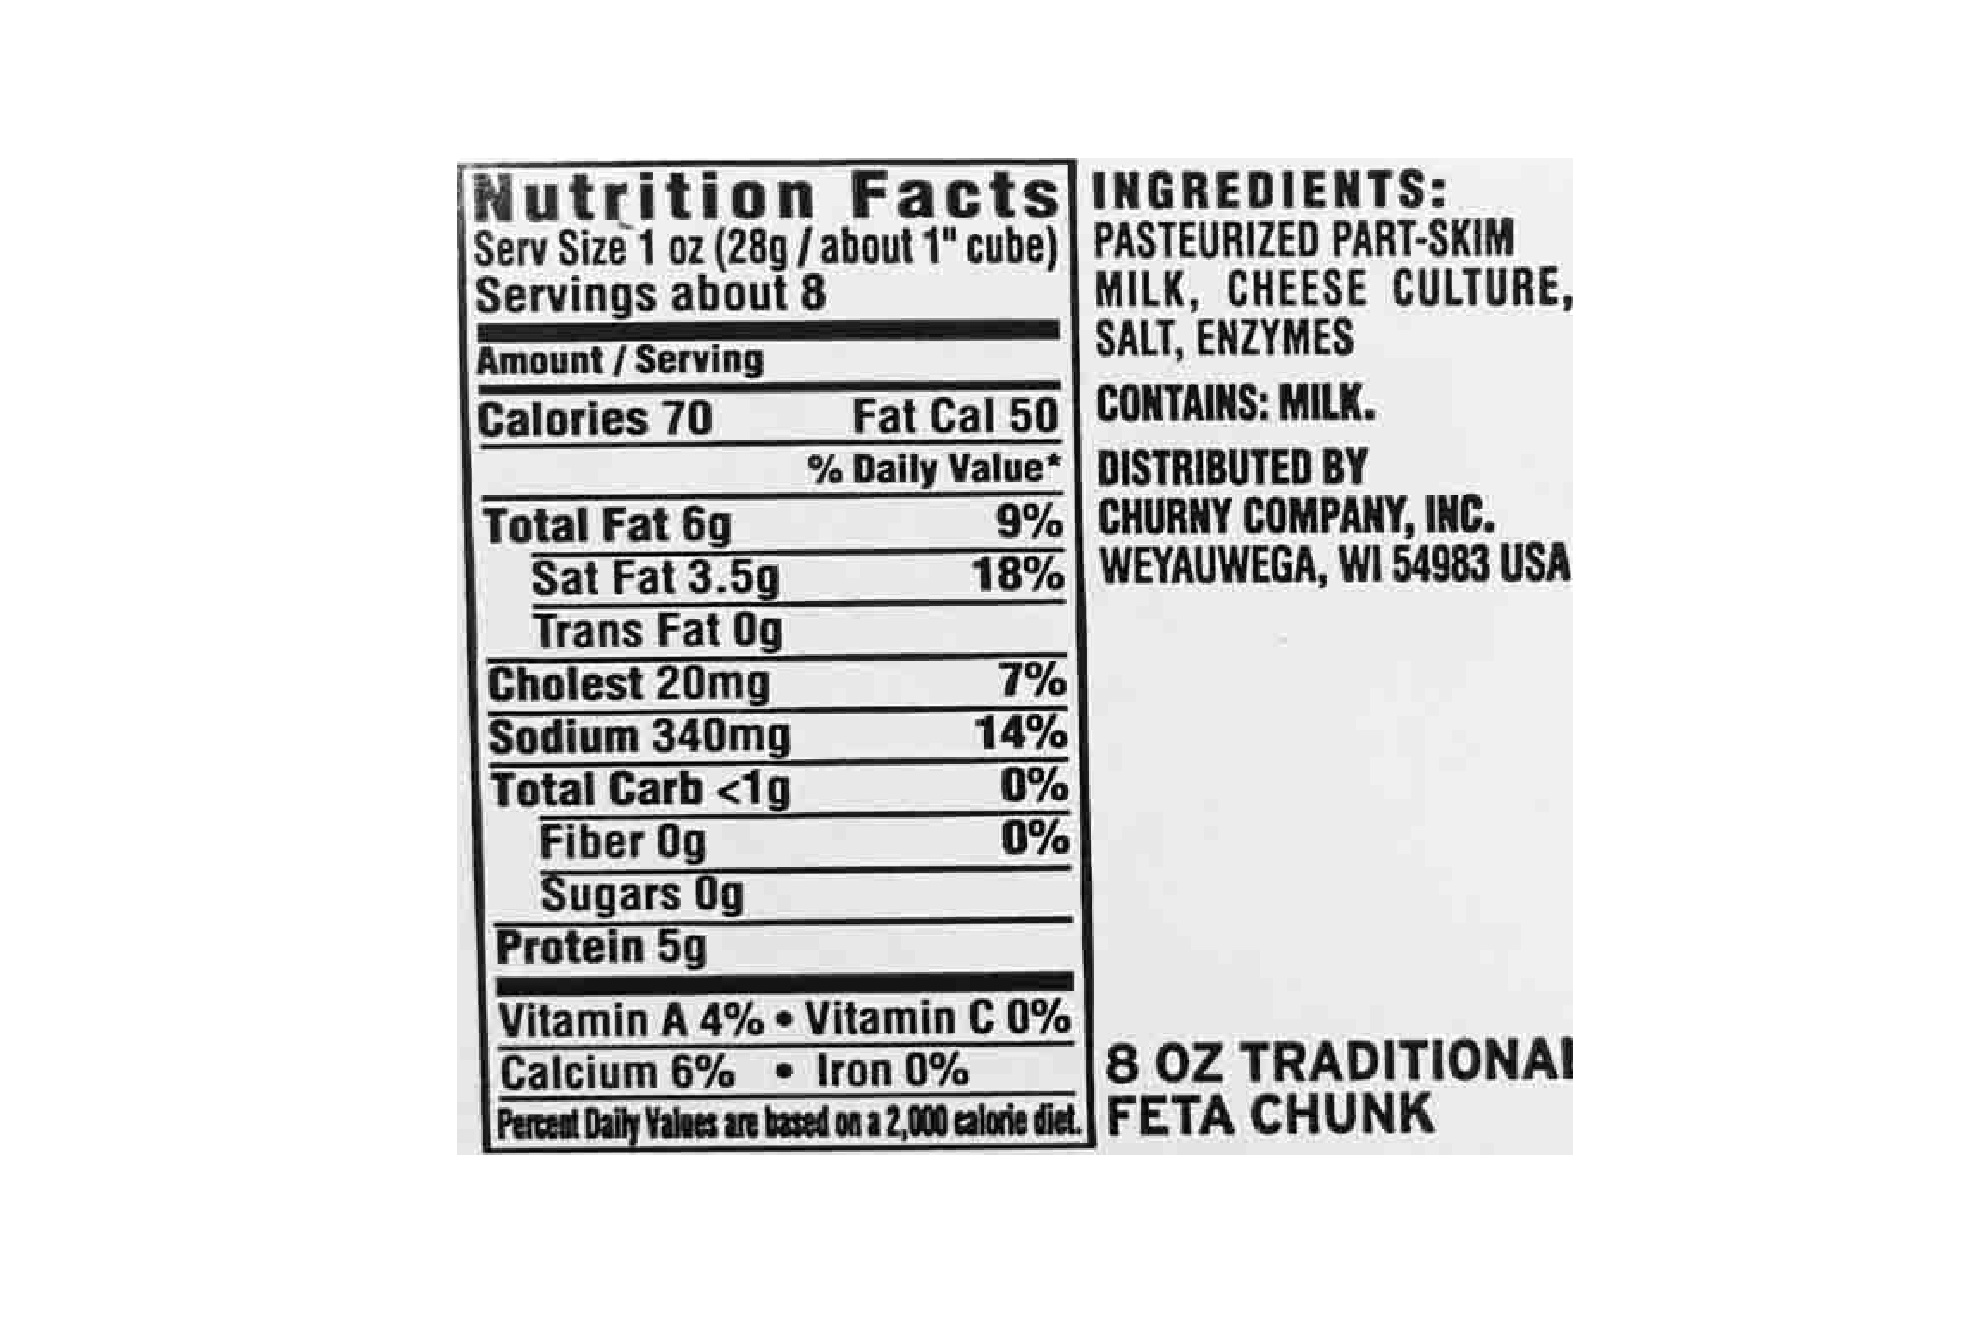 Nutrition Facts
Serv Size 1 oz (28g / about 1" cube)
Servings about 8
Amount / Serving
Calories 70 Fat Cal 50
% Daily Value*
Total Fat 6g 9%
Sat Fat 3.5g 18%
Trans Fat 0g
Cholest 20mg 7%
Sodium 340mg 14%
Total Carb <1g 0%
Fiber 0g 0%
Sugars 0g
Protein 5g
Vitamin A 4% • Vitamin C 0%
Calcium 6% • Iron 0%
Percent Daily Values are based on a 2,000 calorie diet.
INGREDIENTS:
PASTEURIZED PART-SKIM
MILK, CHEESE CULTURE,
SALT, ENZYMES
CONTAINS: MILK.
DISTRIBUTED BY
CHURNY COMPANY, INC.
WEYAUWEGA, WI 54983 USA
8 OZ TRADITIONAL
FETA CHUNK